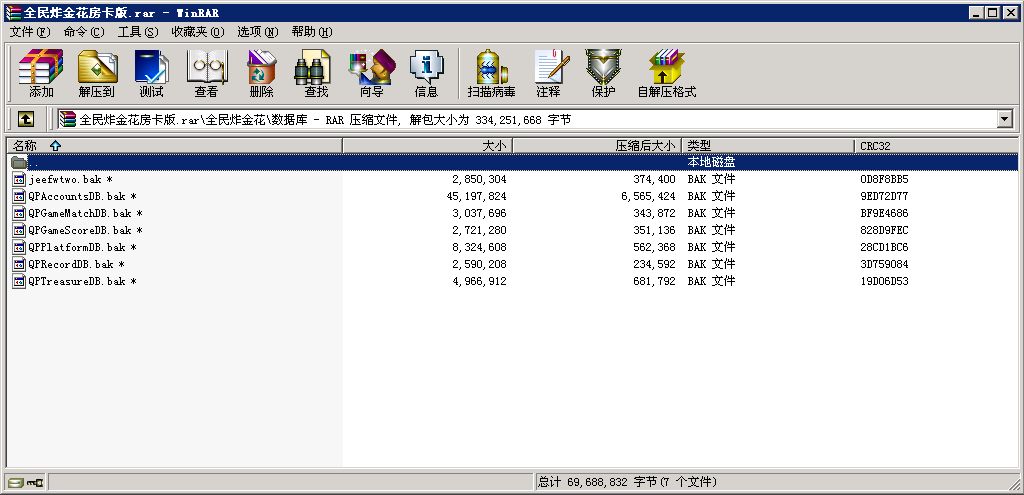 全民炸金花房卡版.rar - WinRAR
文件(F) 命令(C) 工具(S) 收藏夹(O) 选项(N) 帮助(H)
添加 解压到 测试 查看 删除 查找 向导 信息 扫描病毒 注释 保护 自解压格式
全民炸金花房卡版.rar\全民炸金花\数据库 - RAR 压缩文件, 解包大小为 334,251,668 字节
名称 大小 压缩后大小 类型 CRC32
.. 本地磁盘
jeefwtwo.bak * 2,850,304 374,400 BAK 文件 0D8F8BB5
QPAccountsDB.bak * 45,197,824 6,565,424 BAK 文件 9ED72D77
QPGameMatchDB.bak * 3,037,696 343,872 BAK 文件 BF9E4686
QPGameScoreDB.bak * 2,721,280 351,136 BAK 文件 828D9FEC
QPPlatformDB.bak * 8,324,608 562,368 BAK 文件 28CD1BC6
QPRecordDB.bak * 2,590,208 234,592 BAK 文件 3D759084
QPTreasureDB.bak * 4,966,912 681,792 BAK 文件 19D06D53
总计 69,688,832 字节(7 个文件)